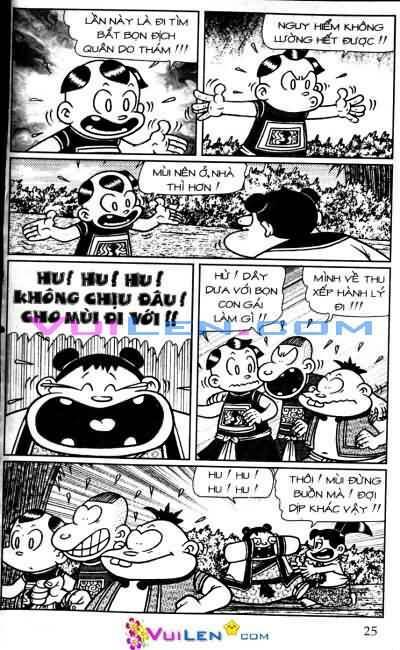 LẦN NÀY LÀ ĐI TÌM
BẮT BỌN ĐỊCH
QUÂN DO THÁM !!!
NGUY HIỂM KHÔNG
LƯỜNG HẾT ĐƯỢC !!
MÙI NÊN Ở NHÀ
THÌ HƠN !
HU! HU! HU!
KHÔNG CHỊU ĐÂU!
CHO MÙI ĐI VỚI !!
HỪ! DÂY
DƯA VỚI BỌN
CON GÁI
LÀM GÌ !!
MÌNH VỀ THU
XẾP HÀNH LÝ
ĐI !!!
VUILEN.COM
HU! HU!
HU! HU!
THÔI! MÙI ĐỪNG
BUỒN MÀ! ĐỢI
DỊP KHÁC VẬY !!
VUILEN.COM
25